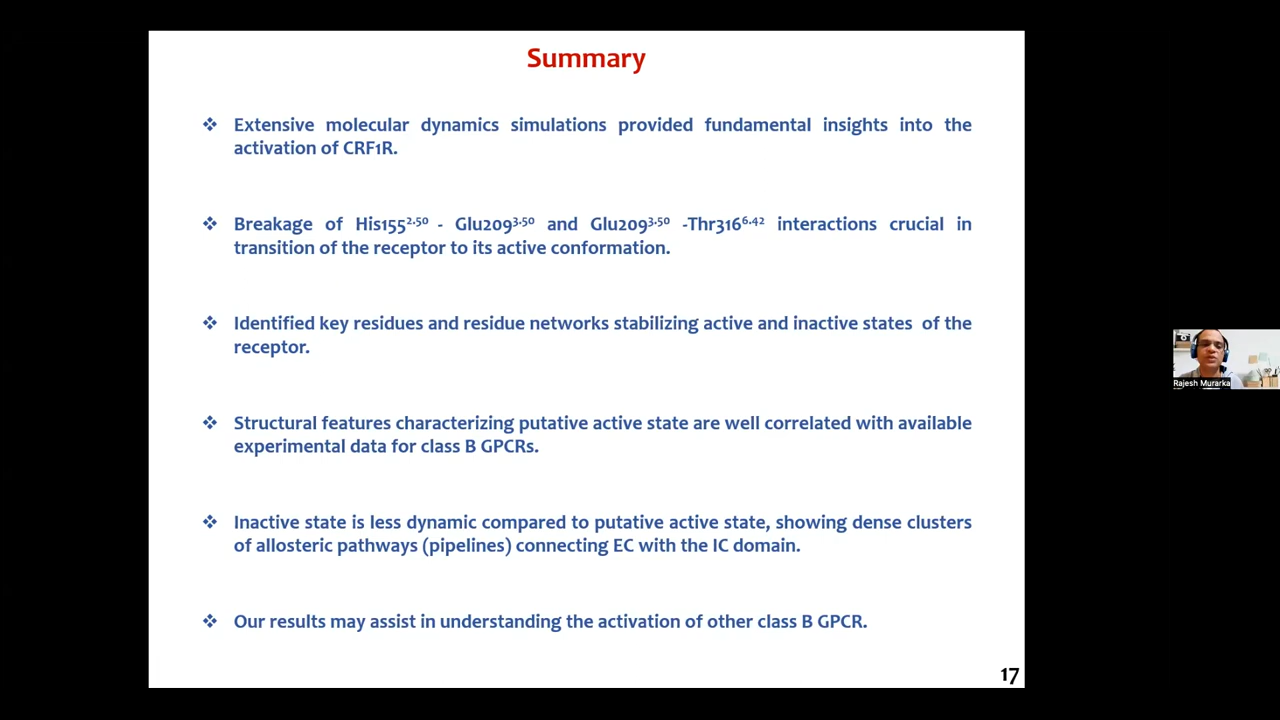 Summary
❖ Extensive molecular dynamics simulations provided fundamental insights into the
activation of CRF1R.
❖ Breakage of His155²·⁵⁰ - Glu209³·⁵⁰ and Glu209³·⁵⁰ -Thr316⁶·⁴² interactions crucial in
transition of the receptor to its active conformation.
❖ Identified key residues and residue networks stabilizing active and inactive states of the
receptor.
❖ Structural features characterizing putative active state are well correlated with available
experimental data for class B GPCRs.
❖ Inactive state is less dynamic compared to putative active state, showing dense clusters
of allosteric pathways (pipelines) connecting EC with the IC domain.
❖ Our results may assist in understanding the activation of other class B GPCR.
17
Rajesh Murarka